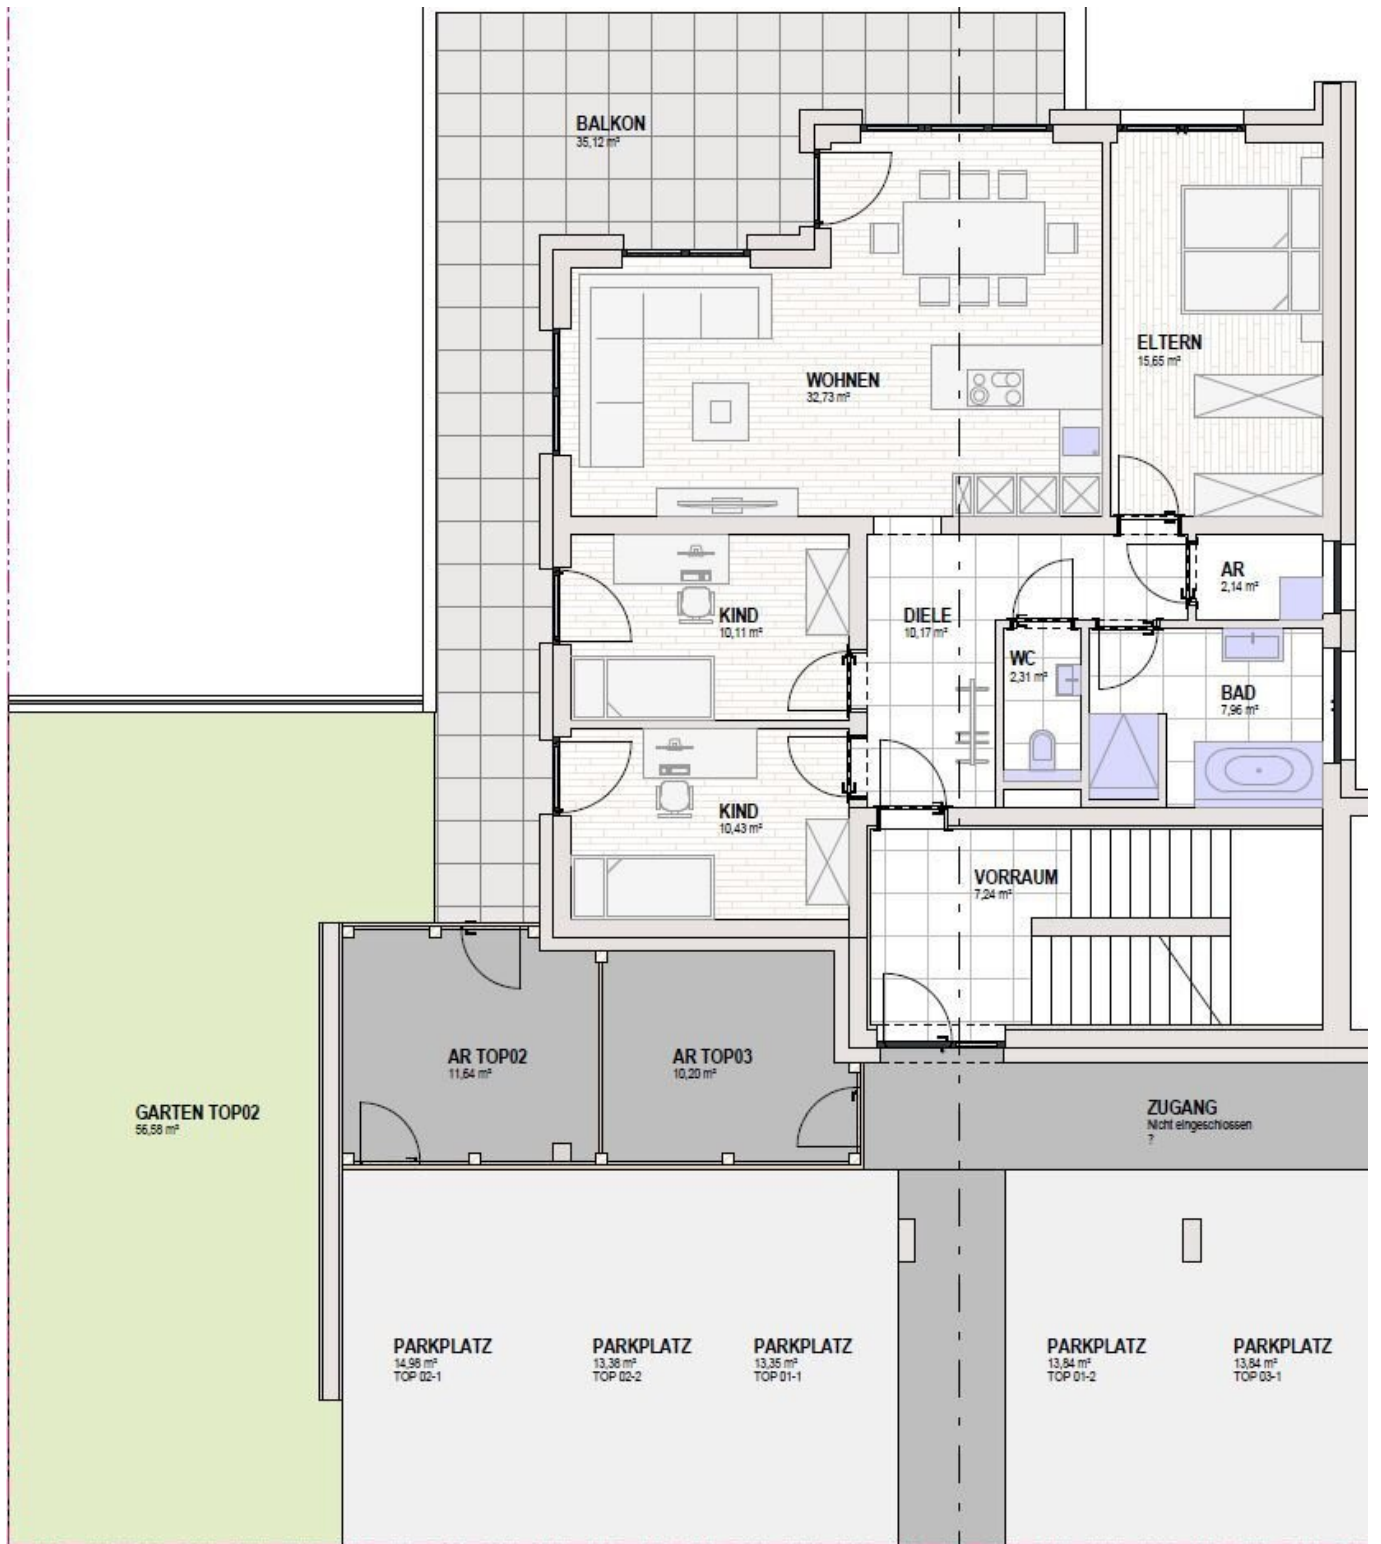 BALKON
35,12 m²
ELTERN
15,65 m²
WOHNEN
32,73 m²
AR
2,14 m²
KIND
10,11 m²
DIELE
10,17 m²
WC
2,31 m²
BAD
7,96 m²
KIND
10,43 m²
VORRAUM
7,24 m²
AR TOP02
11,64 m²
AR TOP03
10,20 m²
GARTEN TOP02
56,58 m²
ZUGANG
Nicht eingeschlossen
?
PARKPLATZ
14,98 m²
TOP 02-1
PARKPLATZ
13,38 m²
TOP 02-2
PARKPLATZ
13,35 m²
TOP 01-1
PARKPLATZ
13,84 m²
TOP 01-2
PARKPLATZ
13,84 m²
TOP 03-1